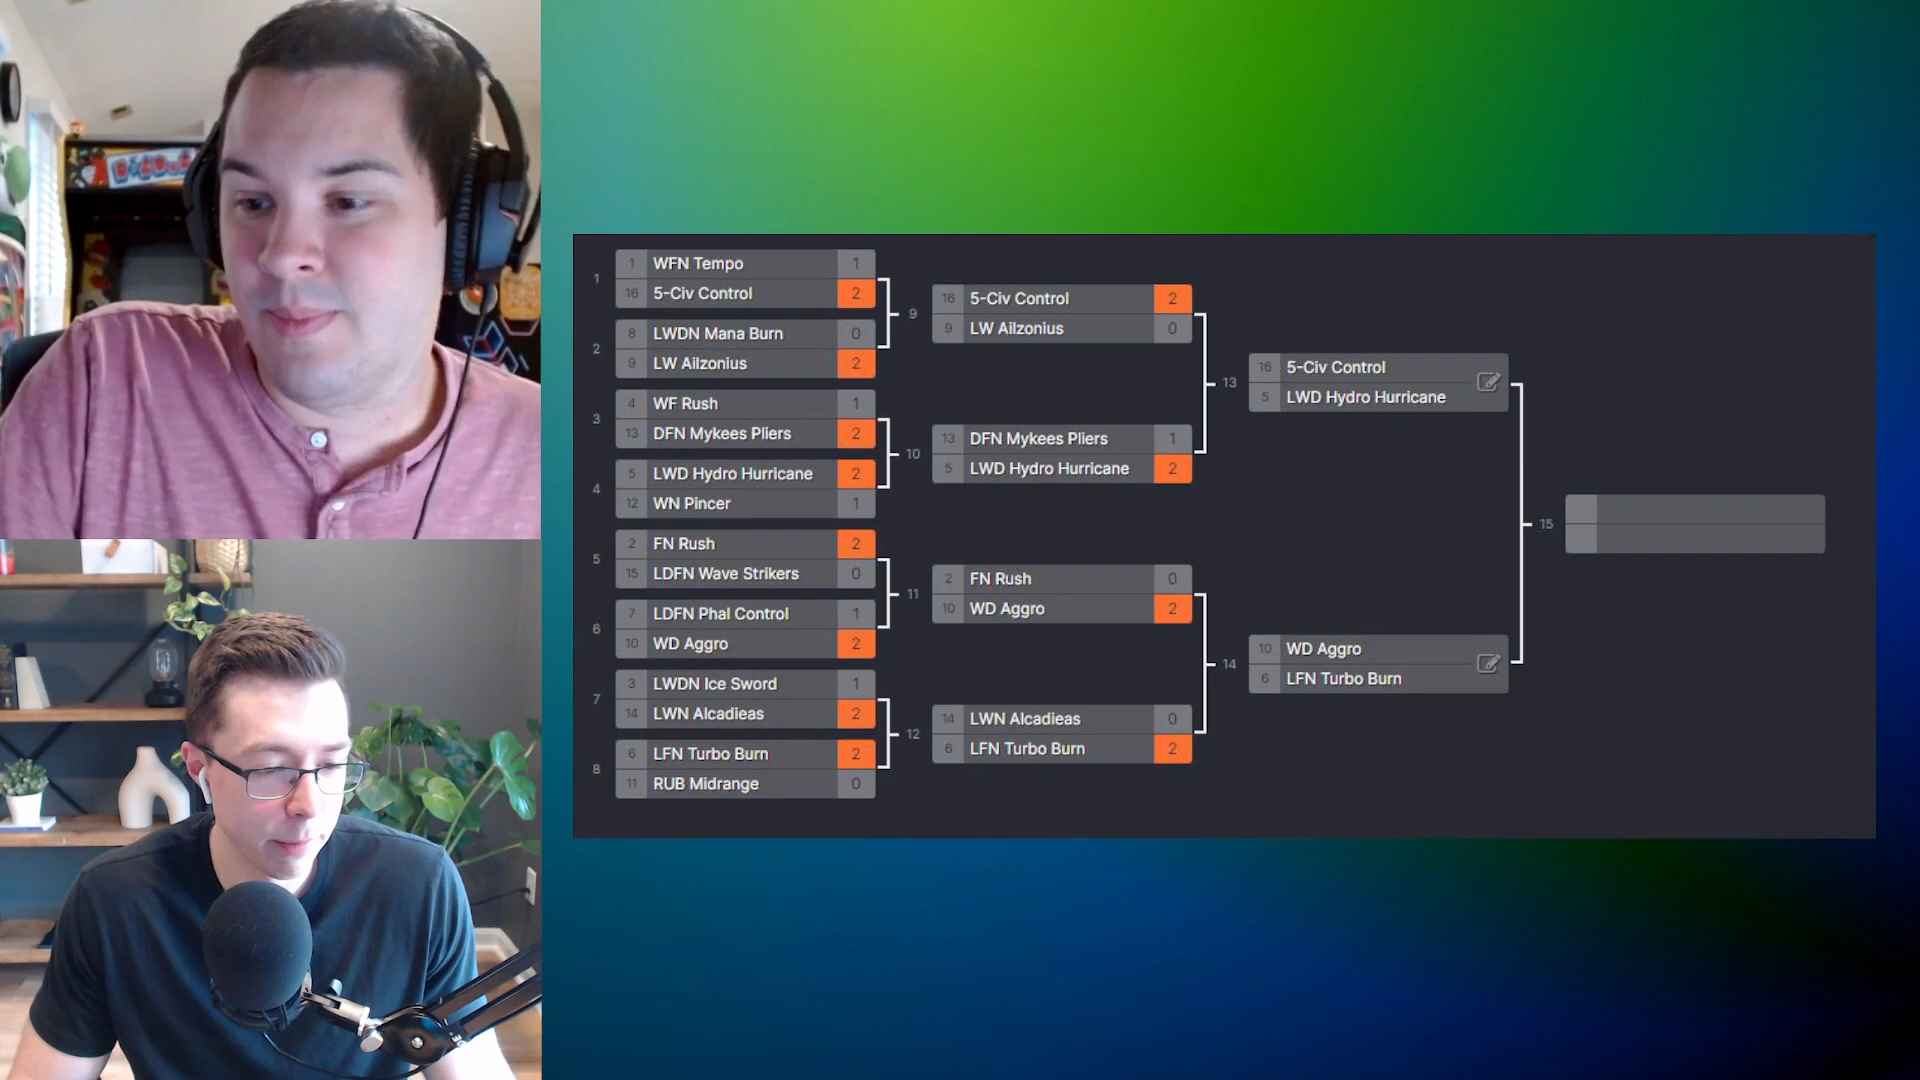 1
1 WFN Tempo 1
16 5-Civ Control 2
2
8 LWDN Mana Burn 0
9 LW Ailzonius 2
3
4 WF Rush 1
13 DFN Mykees Pliers 2
4
5 LWD Hydro Hurricane 2
12 WN Pincer 1
5
2 FN Rush 2
15 LDFN Wave Strikers 0
6
7 LDFN Phal Control 1
10 WD Aggro 2
7
3 LWDN Ice Sword 1
14 LWN Alcadieas 2
8
6 LFN Turbo Burn 2
11 RUB Midrange 0
9
16 5-Civ Control 2
9 LW Ailzonius 0
10
13 DFN Mykees Pliers 1
5 LWD Hydro Hurricane 2
11
2 FN Rush 0
10 WD Aggro 2
12
14 LWN Alcadieas 0
6 LFN Turbo Burn 2
13
16 5-Civ Control
5 LWD Hydro Hurricane
14
10 WD Aggro
6 LFN Turbo Burn
15